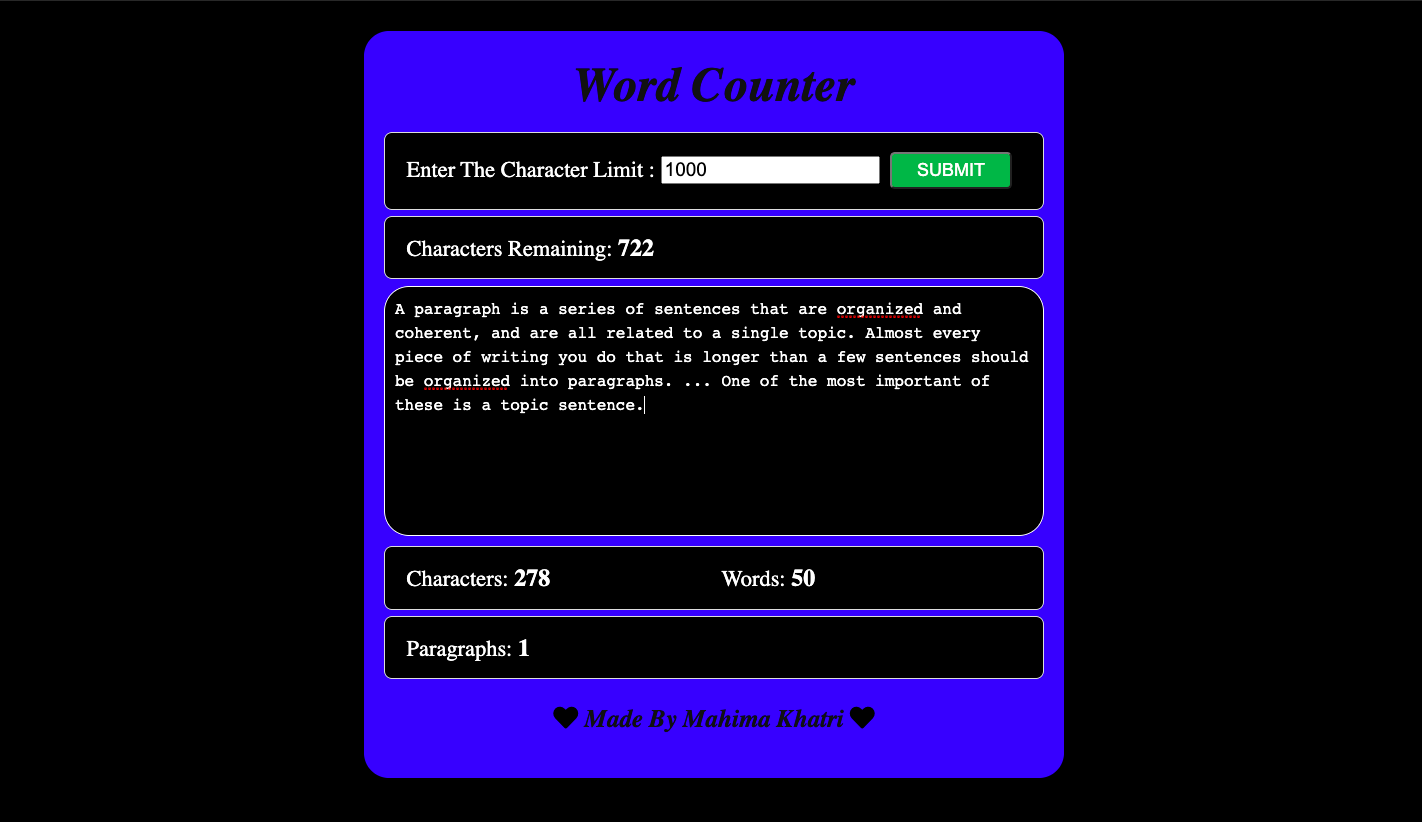 Word Counter
Enter The Character Limit : 1000 SUBMIT
Characters Remaining: 722
A paragraph is a series of sentences that are organized and
coherent, and are all related to a single topic. Almost every
piece of writing you do that is longer than a few sentences should
be organized into paragraphs. ... One of the most important of
these is a topic sentence.
Characters: 278 Words: 50
Paragraphs: 1
Made By Mahima Khatri